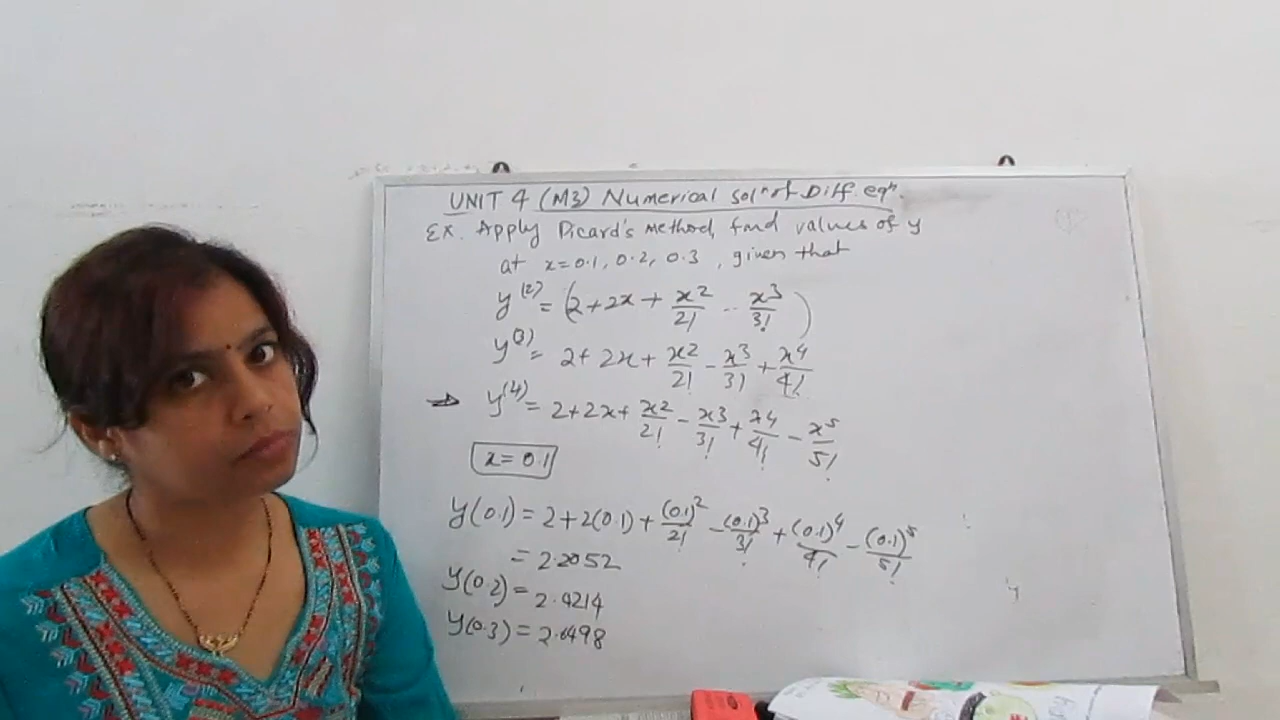 UNIT 4 (M3) Numerical solⁿ of Diff. eqⁿ.
Ex. Apply Picard's method, find values of y
at x=0.1, 0.2, 0.3, given that
y⁽²⁾ = (2+2x + x²/2! - x³/3!)
y⁽³⁾ = 2+ 2x + x²/2! - x³/3! + x⁴/4!
→ y⁽⁴⁾ = 2+2x+ x²/2! - x³/3! + x⁴/4! - x⁵/5!
x = 0.1
y(0.1) = 2+2(0.1) + (0.1)²/2! - (0.1)³/3! + (0.1)⁴/4! - (0.1)⁵/5!
= 2.2052
y(0.2) = 2.4214
y(0.3) = 2.6498